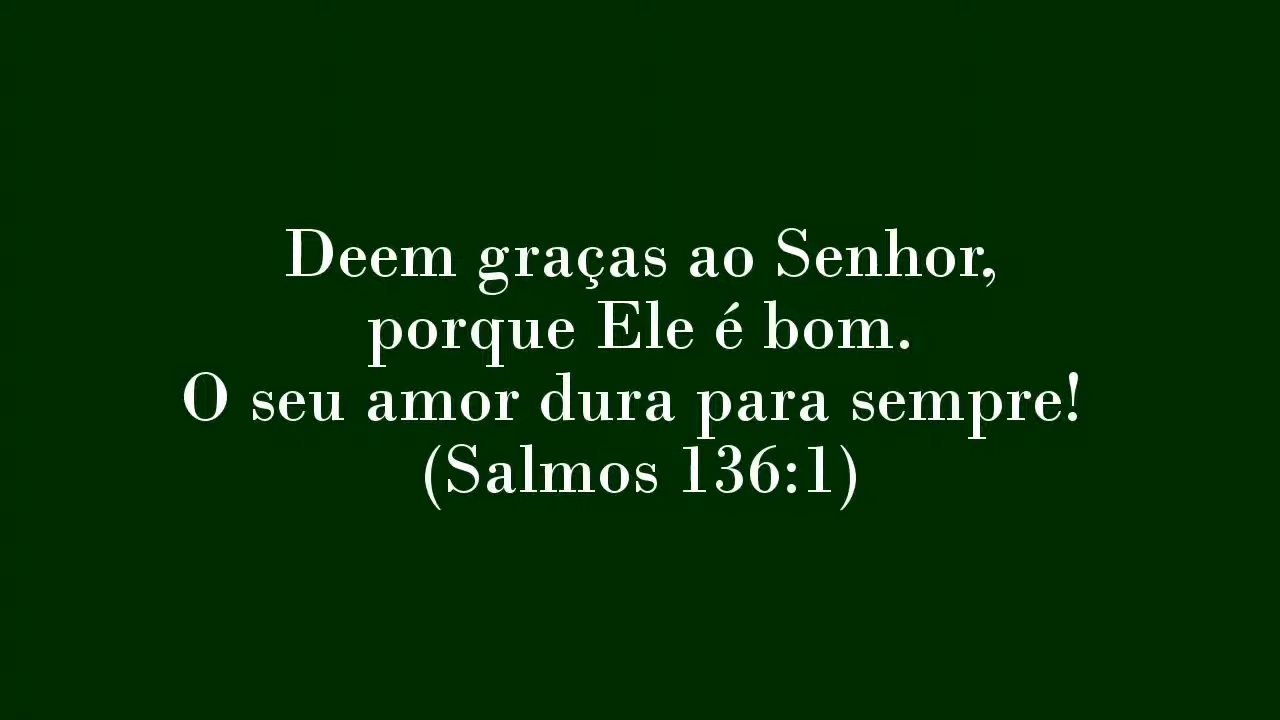 Deem graças ao Senhor,
porque Ele é bom.
O seu amor dura para sempre!
(Salmos 136:1)